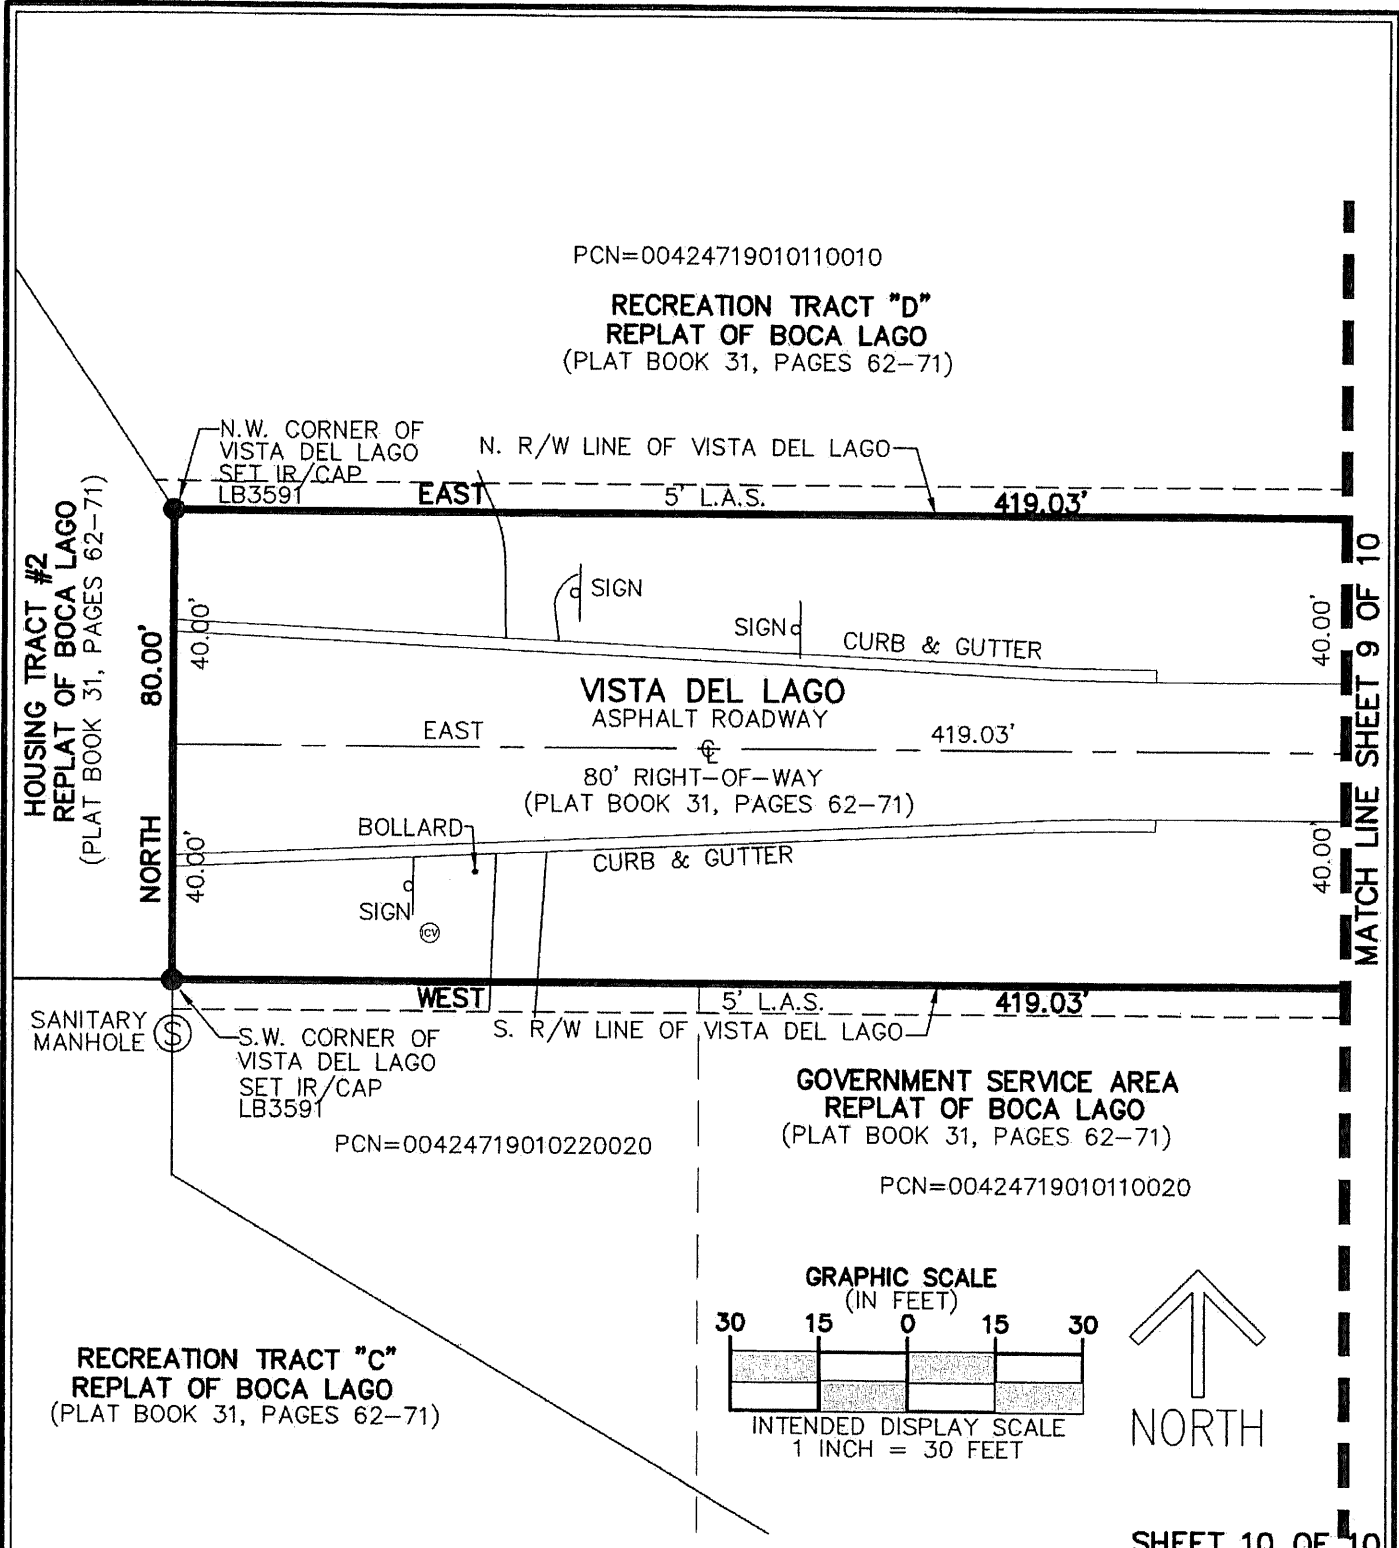 PCN=00424719010110010
RECREATION TRACT "D"
REPLAT OF BOCA LAGO
(PLAT BOOK 31, PAGES 62-71)
N.W. CORNER OF
VISTA DEL LAGO
SET IR/CAP
LB3591
N. R/W LINE OF VISTA DEL LAGO
EAST
5' L.A.S.
419.03'
HOUSING TRACT #2
REPLAT OF BOCA LAGO
(PLAT BOOK 31, PAGES 62-71)
NORTH 80.00'
40.00'
40.00'
SIGN
SIGN
CURB & GUTTER
40.00'
40.00'
MATCH LINE SHEET 9 OF 10
VISTA DEL LAGO
ASPHALT ROADWAY
EAST
419.03'
℄
80' RIGHT-OF-WAY
(PLAT BOOK 31, PAGES 62-71)
BOLLARD
CURB & GUTTER
SIGN
ICV
WEST
5' L.A.S.
419.03'
SANITARY
MANHOLE
S
S.W. CORNER OF
VISTA DEL LAGO
SET IR/CAP
LB3591
S. R/W LINE OF VISTA DEL LAGO
GOVERNMENT SERVICE AREA
REPLAT OF BOCA LAGO
(PLAT BOOK 31, PAGES 62-71)
PCN=00424719010220020
PCN=00424719010110020
GRAPHIC SCALE
(IN FEET)
30 15 0 15 30
INTENDED DISPLAY SCALE
1 INCH = 30 FEET
NORTH
RECREATION TRACT "C"
REPLAT OF BOCA LAGO
(PLAT BOOK 31, PAGES 62-71)
SHEET 10 OF 10